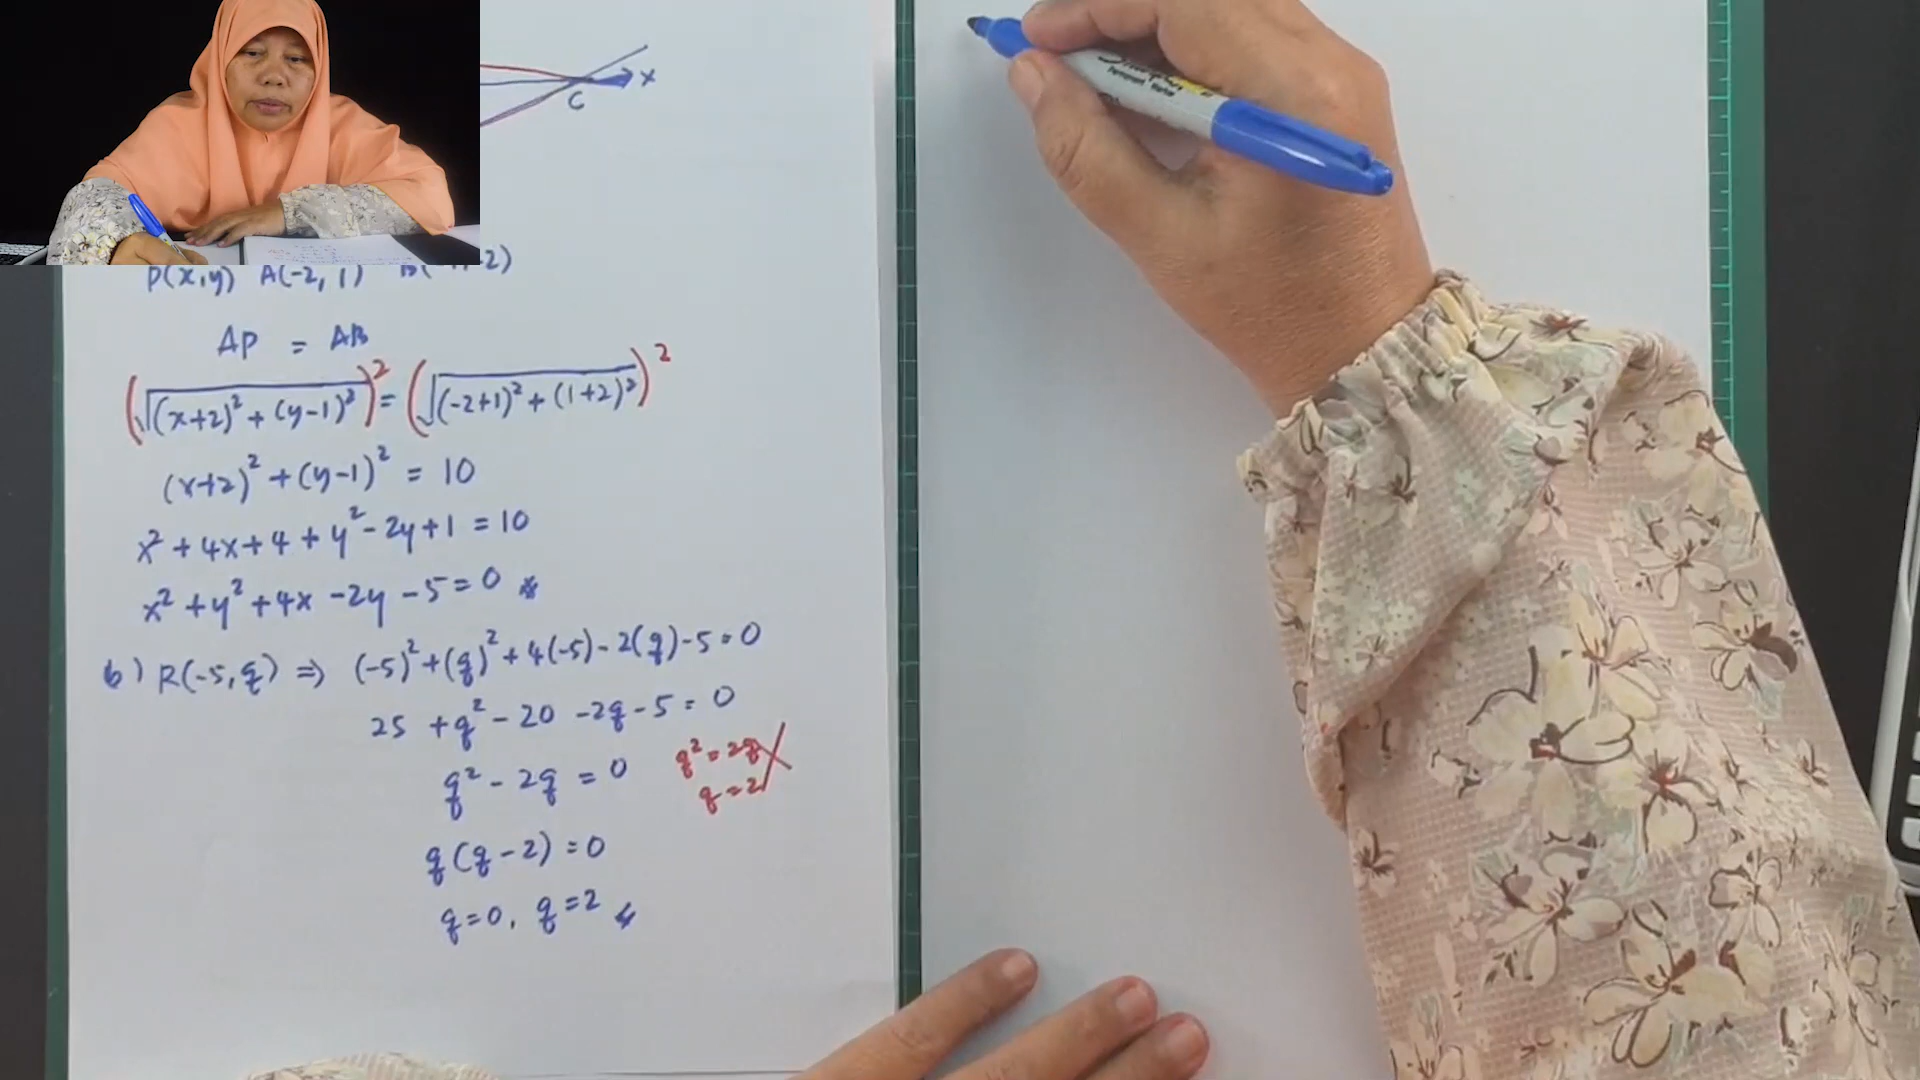 x
C
P(x,y) A(-2, 1)
AP = AB
(√(x+2)² + (y-1)²)² = (√(-2+1)² + (1+2)²)²
(x+2)² + (y-1)² = 10
x² + 4x + 4 + y² - 2y + 1 = 10
x² + y² + 4x - 2y - 5 = 0
b) R(-5, q) ⇒ (-5)² + (q)² + 4(-5) - 2(q) - 5 = 0
25 + q² - 20 - 2q - 5 = 0
q² - 2q = 0
q² = 2q
q = 2
q(q - 2) = 0
q = 0, q = 2
Permanent Marker